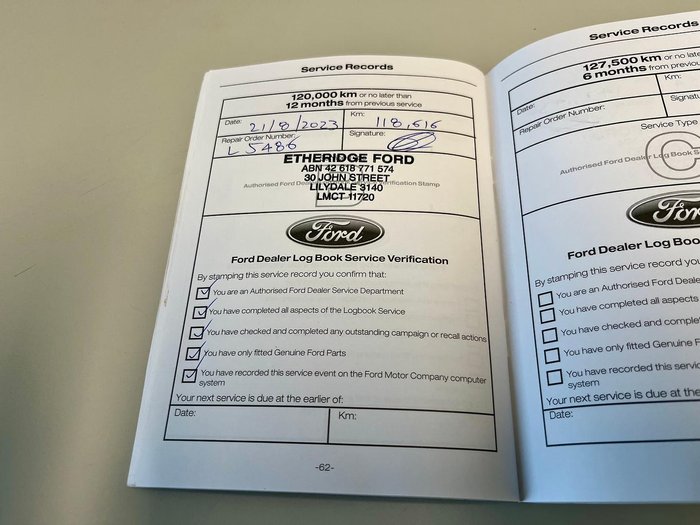 Service Records
120,000 km or no later than
12 months from previous service
Date: 21/8/2023 Km: 118,616
Repair Order Number: L 5486 Signature:
ETHERIDGE FORD
ABN 42 618 771 574
30 JOHN STREET
Authorised Ford Dealer Verification Stamp
LILYDALE 3140
LMCT 11720
Ford
Ford Dealer Log Book Service Verification
By stamping this service record you confirm that:
You are an Authorised Ford Dealer Service Department
You have completed all aspects of the Logbook Service
You have checked and completed any outstanding campaign or recall actions
You have only fitted Genuine Ford Parts
You have recorded this service event on the Ford Motor Company computer
system
Your next service is due at the earlier of:
Date: Km:
-62-
Service Records
127,500 km or no late
6 months from previou
Date: Km:
Repair Order Number: Signatu
Service Type
Authorised Ford Dealer Log Book S
C
Ford
Ford Dealer Log Boo
By stamping this service record you
You are an Authorised Ford Deale
You have completed all aspects
You have checked and comple
You have only fitted Genuine F
You have recorded this servic
system
Your next service is due at the
Date: